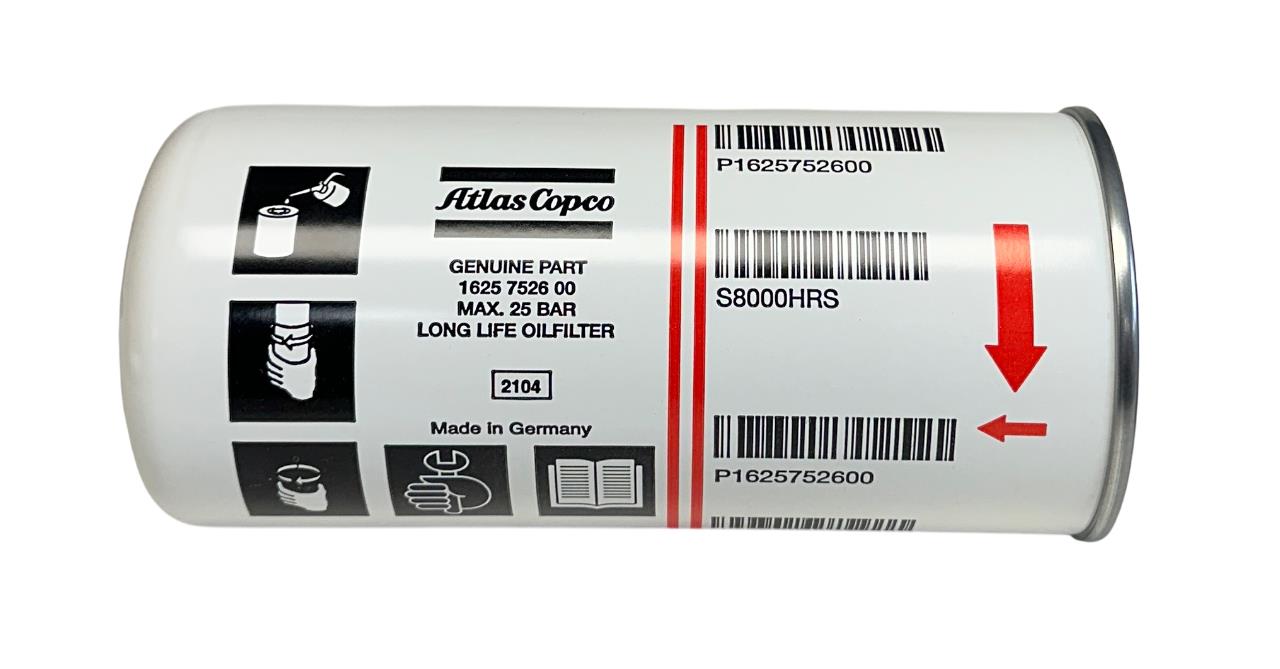 Atlas Copco
GENUINE PART
1625 7526 00
MAX. 25 BAR
LONG LIFE OILFILTER
2104
Made in Germany
P1625752600
S8000HRS
P1625752600